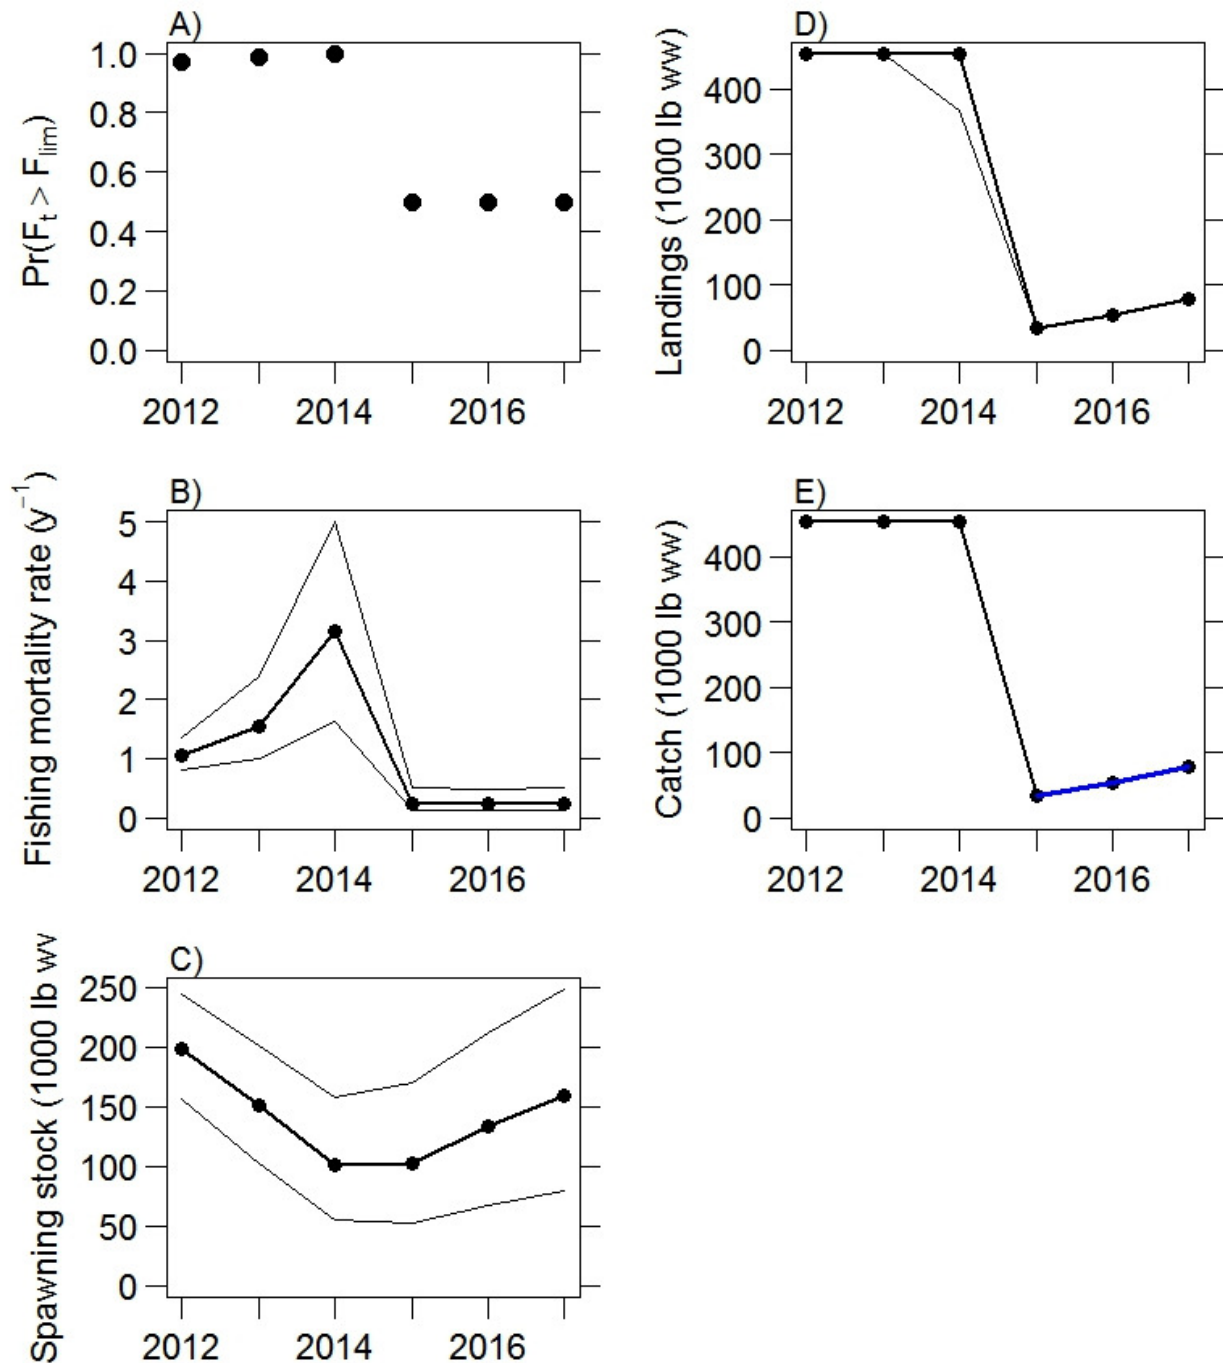 A)
Pr(Fₜ > Fₗᵢₘ)
1.0
0.8
0.6
0.4
0.2
0.0
2012 2014 2016
B)
Fishing mortality rate (y⁻¹)
5
4
3
2
1
0
2012 2014 2016
C)
Spawning stock (1000 lb wv
250
200
150
100
50
0
2012 2014 2016
D)
Landings (1000 lb ww)
400
300
200
100
0
2012 2014 2016
E)
Catch (1000 lb ww)
400
300
200
100
0
2012 2014 2016